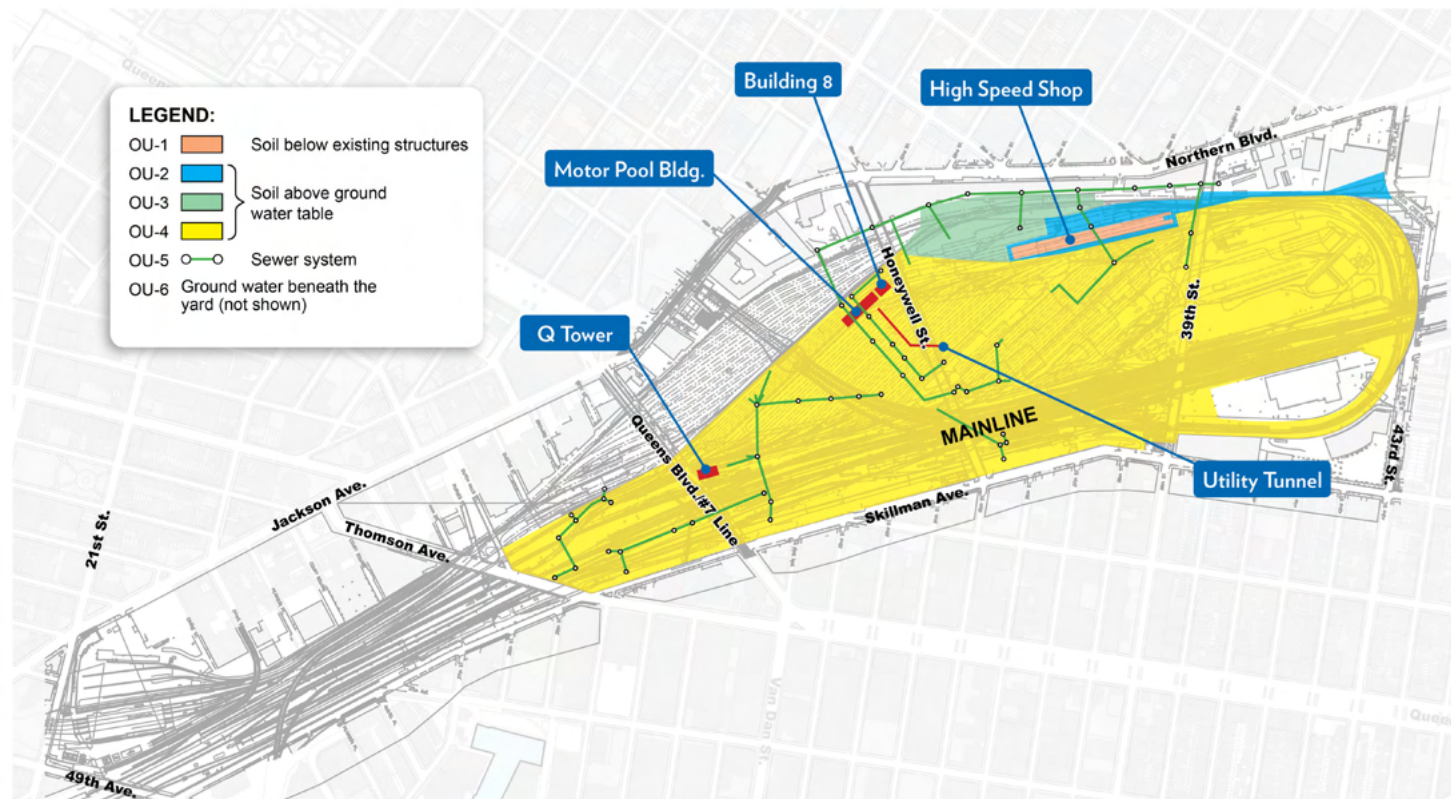 Queens
Building 8
High Speed Shop
LEGEND:
OU-1 Soil below existing structures
OU-2
OU-3 Soil above ground
water table
OU-4
OU-5 Sewer system
OU-6 Ground water beneath the
yard (not shown)
Northern Blvd.
Motor Pool Bldg.
Honeywell St.
39th St.
Q Tower
MAINLINE
Queens Blvd./#7 Line
43rd St.
Utility Tunnel
Skillman Ave.
Jackson Ave.
21st St.
Thomson Ave.
Van Dam St.
Queens
49th Ave.